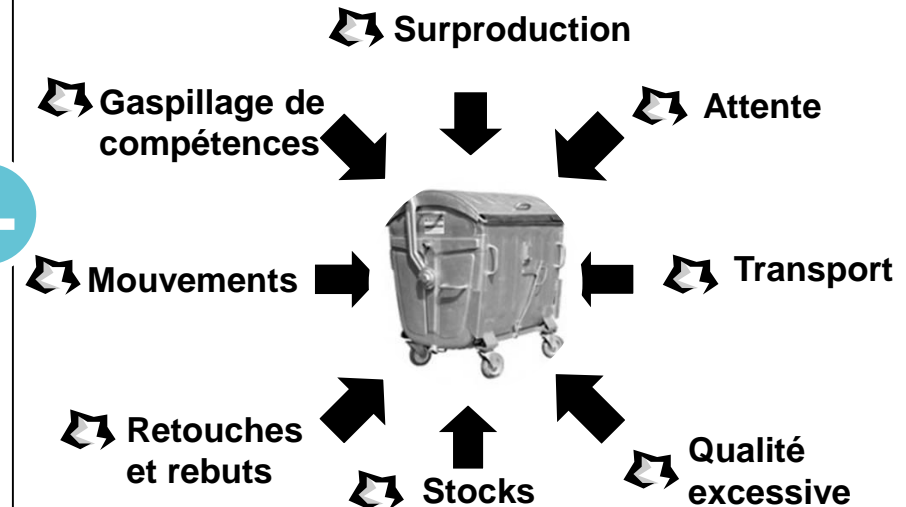 Surproduction
Gaspillage de
compétences
Attente
Mouvements
Transport
Retouches
et rebuts
Stocks
Qualité
excessive